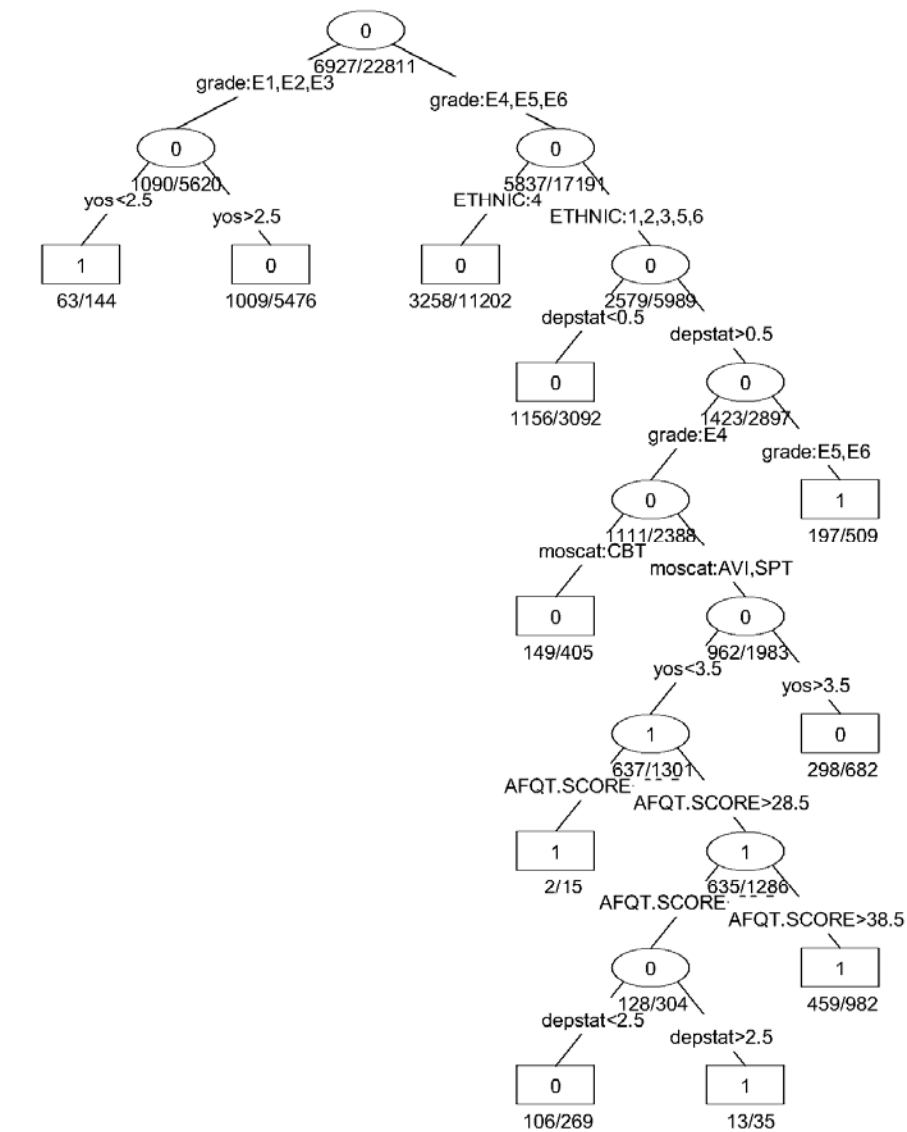 0
6927/22811
grade:E1,E2,E3
grade:E4,E5,E6
0
0
1090/5620
5837/17191
yos<2.5
yos>2.5
ETHNIC:4
ETHNIC:1,2,3,5,6
1
0
0
0
63/144
1009/5476
3258/11202
2579/5989
depstat<0.5
depstat>0.5
0
0
1156/3092
1423/2897
grade:E4
grade:E5,E6
0
1
1111/2388
197/509
moscat:CBT
moscat:AVI,SPT
0
0
149/405
962/1983
yos<3.5
yos>3.5
1
0
637/1301
298/682
AFQT.SCORE
AFQT.SCORE>28.5
1
1
2/15
635/1286
AFQT.SCORE
AFQT.SCORE>38.5
0
1
128/304
459/982
depstat<2.5
depstat>2.5
0
1
106/269
13/35